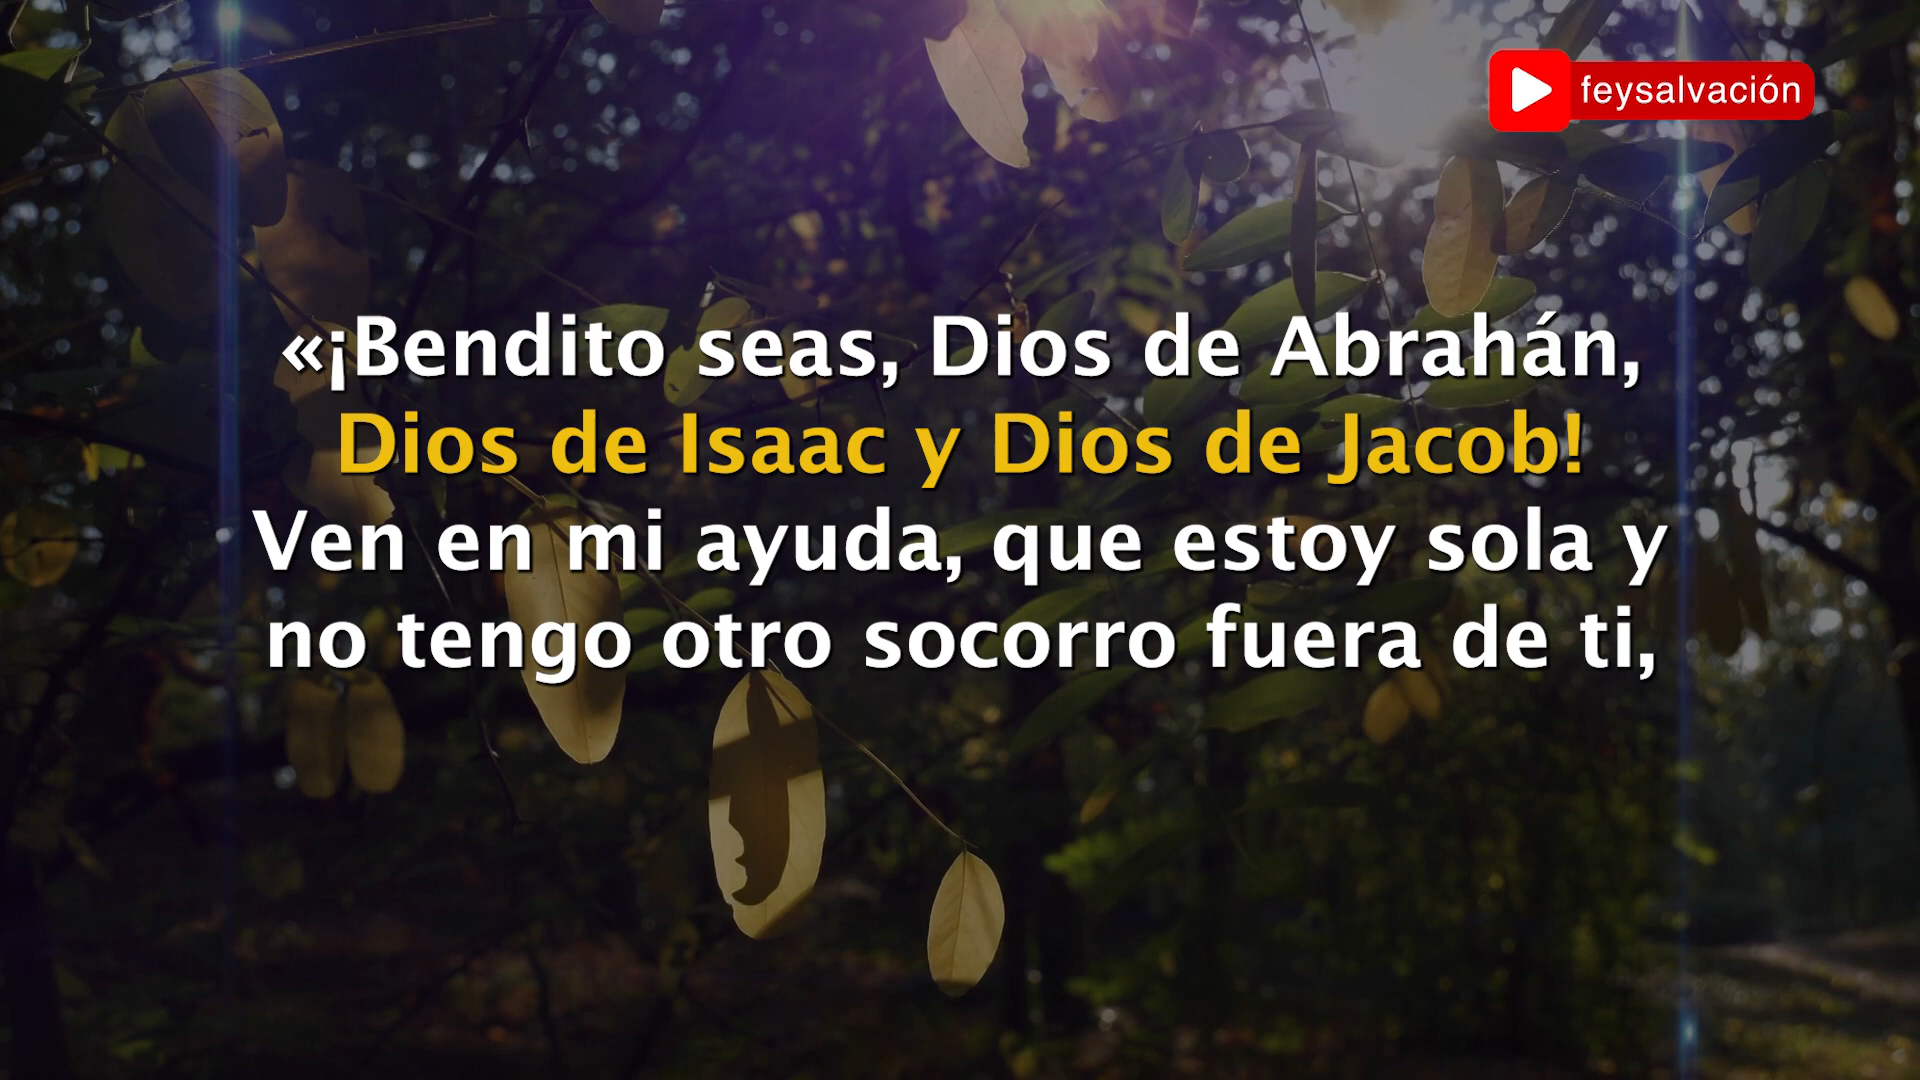 feysalvación
«¡Bendito seas, Dios de Abrahán,
Dios de Isaac y Dios de Jacob!
Ven en mi ayuda, que estoy sola y
no tengo otro socorro fuera de ti,